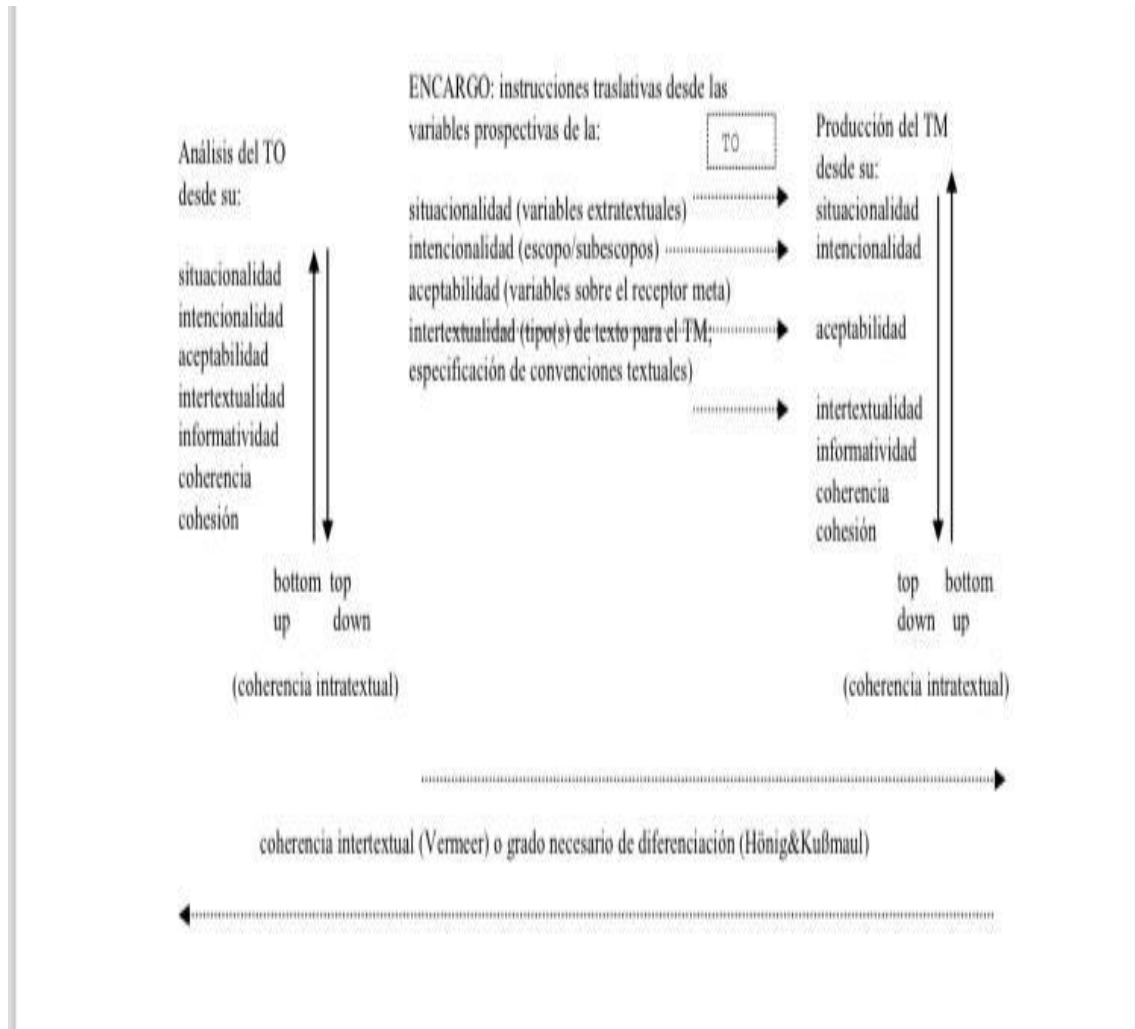 Análisis del TO
desde su:
situacionalidad
intencionalidad
aceptabilidad
intertextualidad
informatividad
coherencia
cohesión
bottom top
up down
(coherencia intratextual)
ENCARGO: instrucciones traslativas desde las
variables prospectivas de la:
TO
situacionalidad (variables extratextuales)
intencionalidad (escopo/subescopos)
aceptabilidad (variables sobre el receptor meta)
intertextualidad (tipo(s) de texto para el TM;
especificación de convenciones textuales)
Producción del TM
desde su:
situacionalidad
intencionalidad
aceptabilidad
intertextualidad
informatividad
coherencia
cohesión
top bottom
down up
(coherencia intratextual)
coherencia intertextual (Vermeer) o grado necesario de diferenciación (Hönig&Kußmaul)